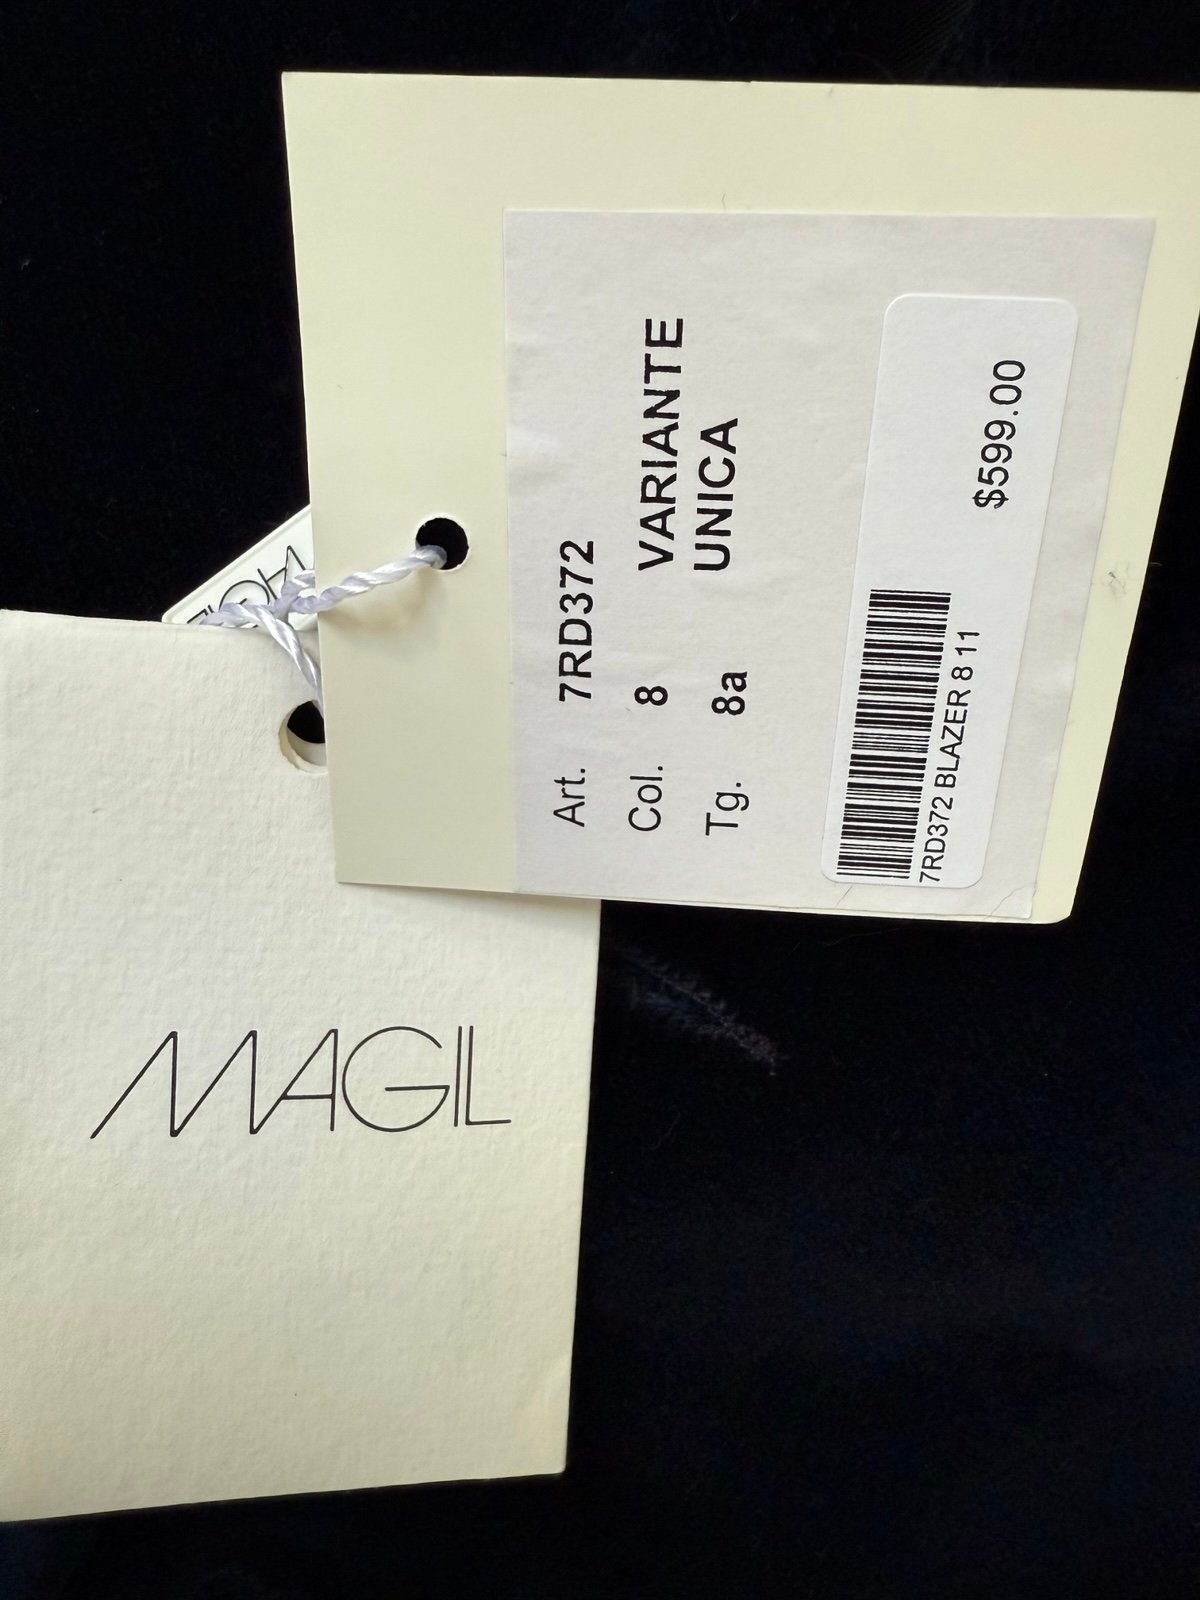 Art. 7RD372
Col. 8 VARIANTE
Tg. 8a UNICA
$599.00
7RD372 BLAZER 8 11
MAGIL